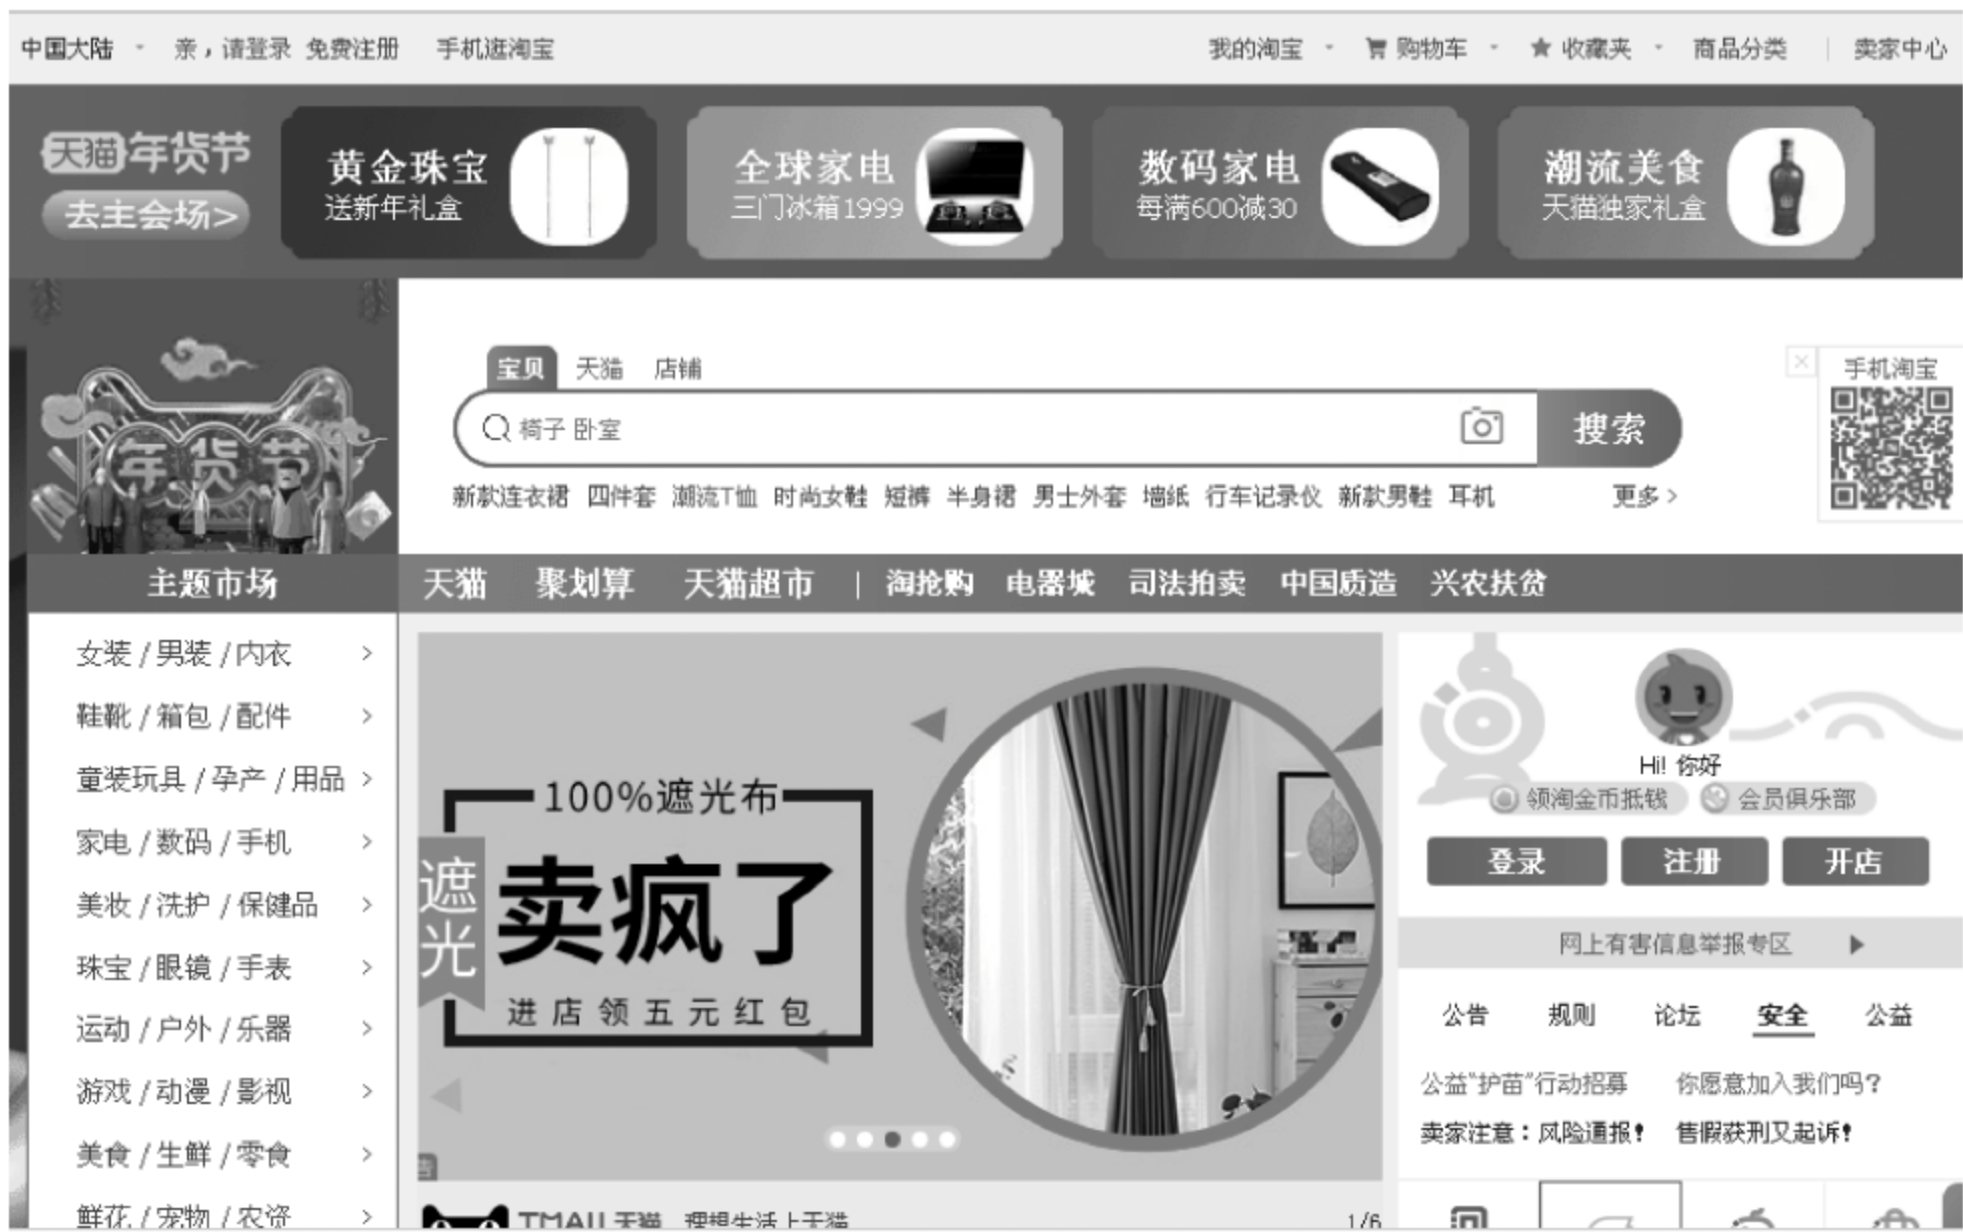 中国大陆 亲，请登录 免费注册 手机逛淘宝 我的淘宝 购物车 收藏夹 商品分类 卖家中心
天猫年货节
去主会场>
黄金珠宝
送新年礼盒
全球家电
三门冰箱1999
数码家电
每满600减30
潮流美食
天猫独家礼盒
年货节
宝贝 天猫 店铺
椅子 卧室
搜索
新款连衣裙 四件套 潮流T恤 时尚女鞋 短裤 半身裙 男士外套 墙纸 行车记录仪 新款男鞋 耳机 更多>
手机淘宝
主题市场 天猫 聚划算 天猫超市 | 淘抢购 电器城 司法拍卖 中国质造 兴农扶贫
女装 / 男装 / 内衣 >
鞋靴 / 箱包 / 配件 >
童装玩具 / 孕产 / 用品 >
家电 / 数码 / 手机 >
美妆 / 洗护 / 保健品 >
珠宝 / 眼镜 / 手表 >
运动 / 户外 / 乐器 >
游戏 / 动漫 / 影视 >
美食 / 生鲜 / 零食 >
鲜花 / 宠物 / 农资 >
100%遮光布
遮光
卖疯了
进店领五元红包
TMALL天猫 理想生活上天猫 1/6
Hi! 你好
领淘金币抵钱 会员俱乐部
登录 注册 开店
网上有害信息举报专区
公告 规则 论坛 安全 公益
公益“护苗”行动招募 你愿意加入我们吗？
卖家注意：风险通报！ 售假获刑又起诉！